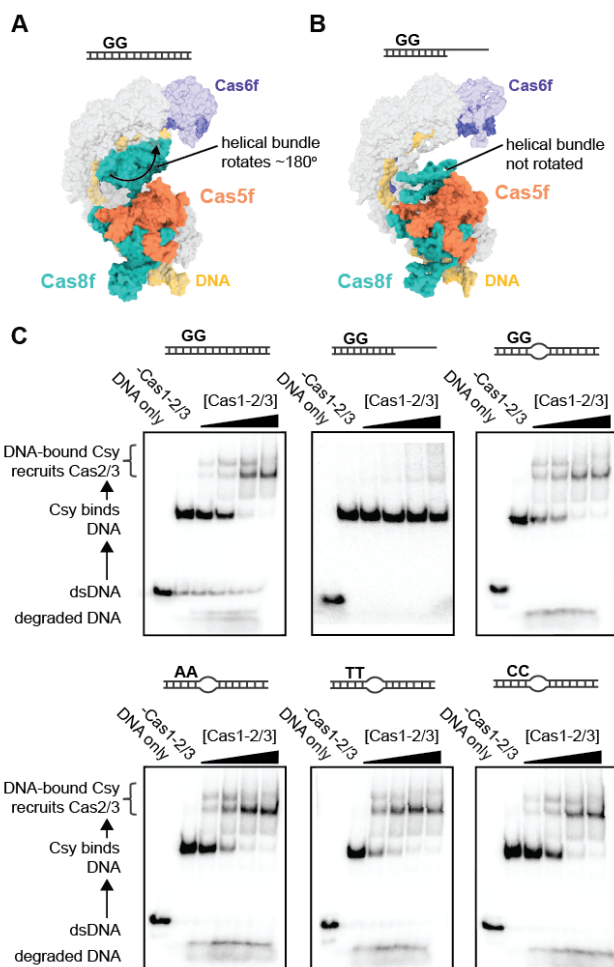 A
GG
Cas6f
helical bundle
rotates ~180°
Cas5f
Cas8f
DNA
B
GG
Cas6f
helical bundle
not rotated
Cas5f
Cas8f
DNA
C
GG
-Cas1-2/3
DNA only
[Cas1-2/3]
GG
-Cas1-2/3
DNA only
[Cas1-2/3]
GG
-Cas1-2/3
DNA only
[Cas1-2/3]
DNA-bound Csy
recruits Cas2/3
Csy binds
DNA
dsDNA
degraded DNA
AA
-Cas1-2/3
DNA only
[Cas1-2/3]
TT
-Cas1-2/3
DNA only
[Cas1-2/3]
CC
-Cas1-2/3
DNA only
[Cas1-2/3]
DNA-bound Csy
recruits Cas2/3
Csy binds
DNA
dsDNA
degraded DNA